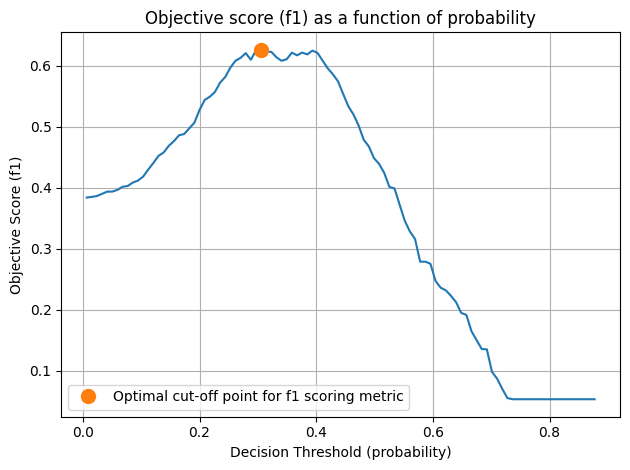 Objective score (f1) as a function of probability
Objective Score (f1)
0.6
0.5
0.4
0.3
0.2
0.1
Optimal cut-off point for f1 scoring metric
0.0 0.2 0.4 0.6 0.8
Decision Threshold (probability)